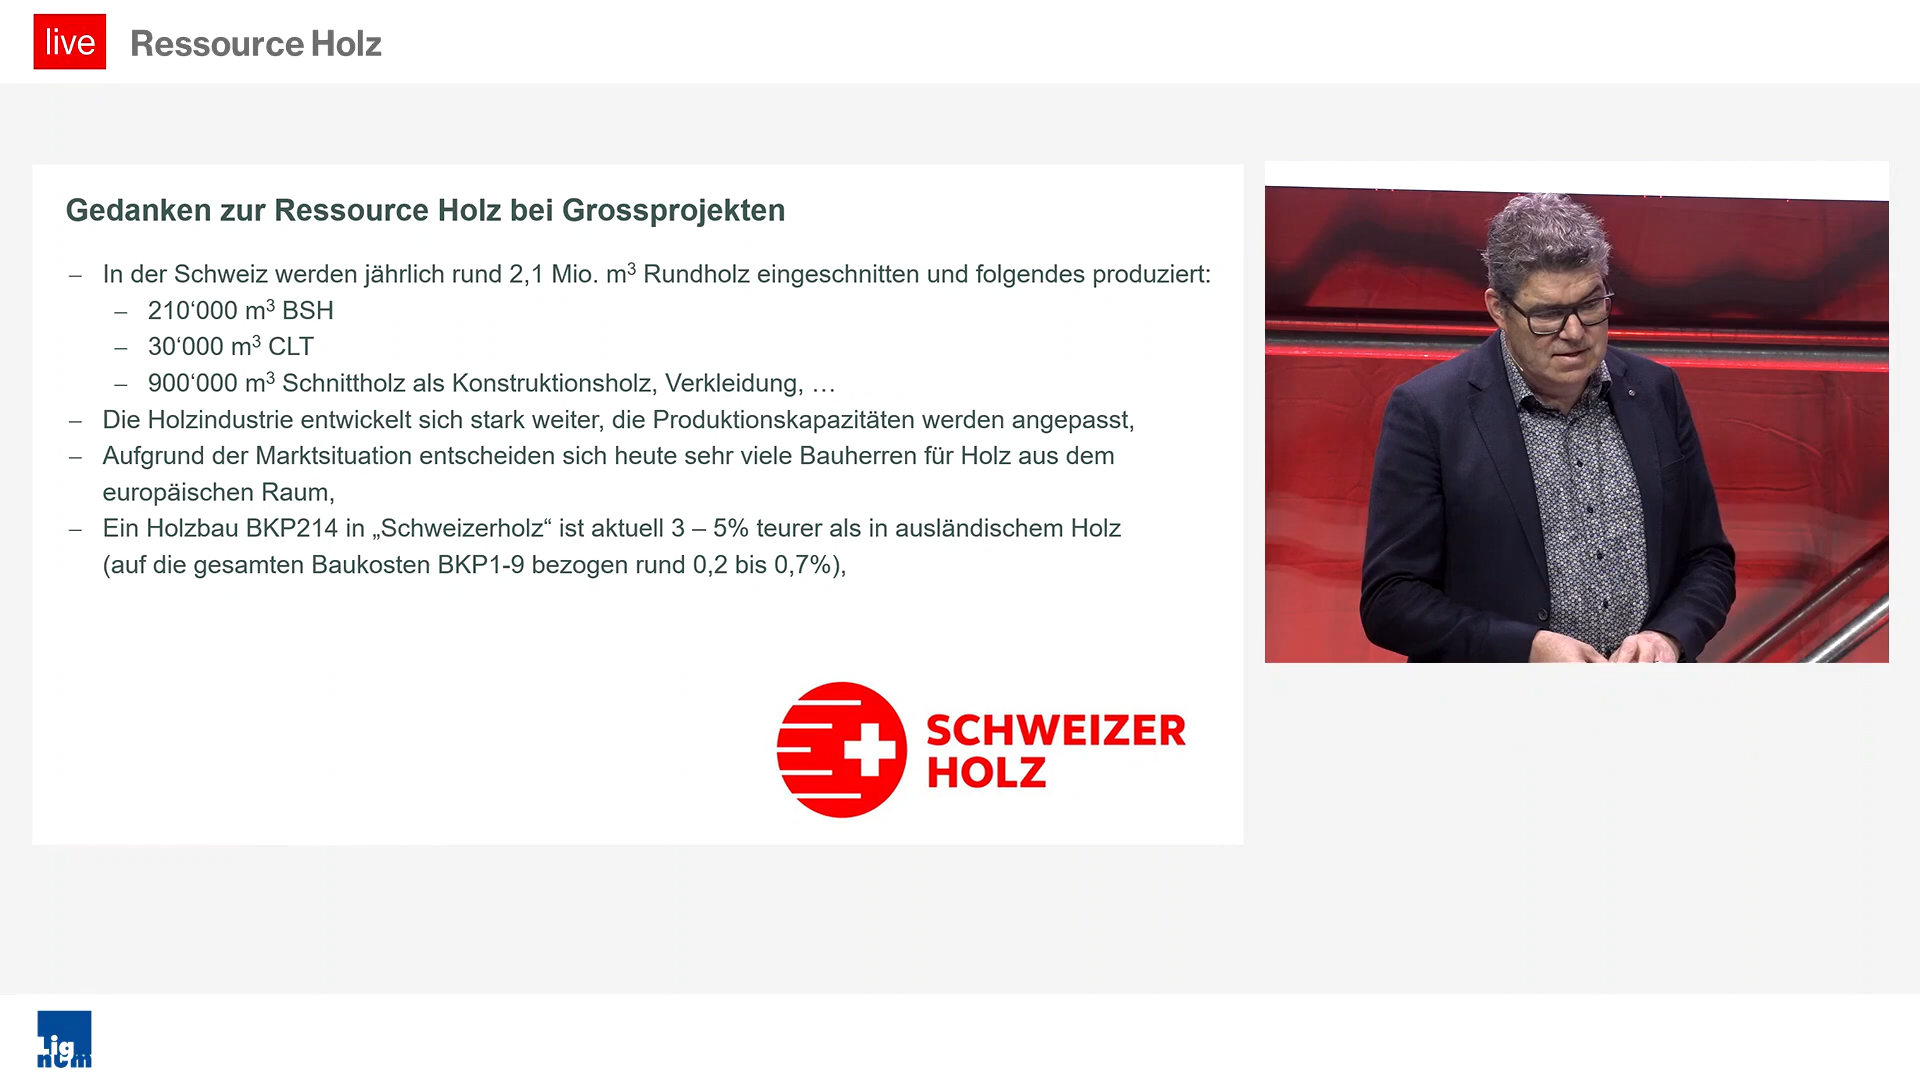 live Ressource Holz
Gedanken zur Ressource Holz bei Grossprojekten
– In der Schweiz werden jährlich rund 2,1 Mio. m³ Rundholz eingeschnitten und folgendes produziert:
– 210‘000 m³ BSH
– 30‘000 m³ CLT
– 900‘000 m³ Schnittholz als Konstruktionsholz, Verkleidung, …
– Die Holzindustrie entwickelt sich stark weiter, die Produktionskapazitäten werden angepasst,
– Aufgrund der Marktsituation entscheiden sich heute sehr viele Bauherren für Holz aus dem
europäischen Raum,
– Ein Holzbau BKP214 in „Schweizerholz“ ist aktuell 3 – 5% teurer als in ausländischem Holz
(auf die gesamten Baukosten BKP1-9 bezogen rund 0,2 bis 0,7%),
SCHWEIZER
HOLZ
Lig
num